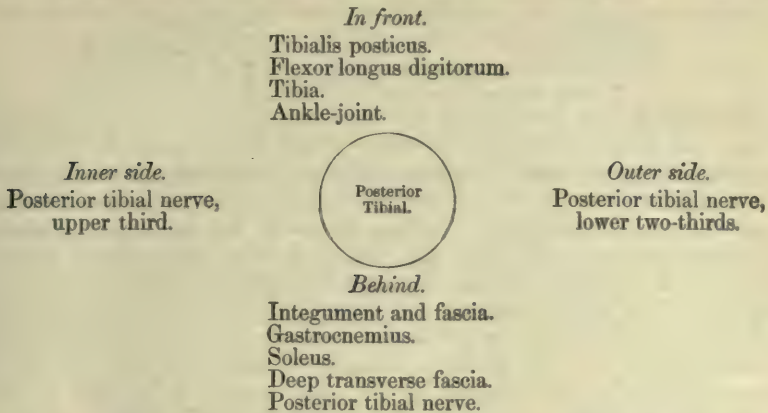 In front.
Tibialis posticus.
Flexor longus digitorum.
Tibia.
Ankle-joint.
Inner side.
Posterior tibial nerve,
upper third.
Posterior
Tibial.
Outer side.
Posterior tibial nerve,
lower two-thirds.
Behind.
Integument and fascia.
Gastrocnemius.
Soleus.
Deep transverse fascia.
Posterior tibial nerve.